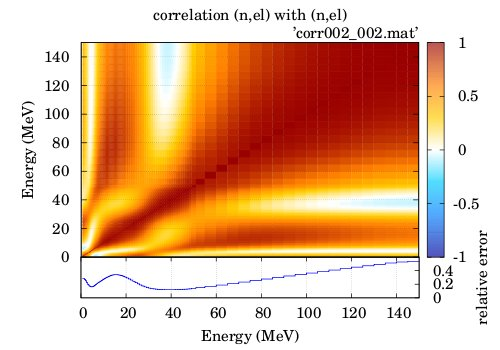 correlation (n,el) with (n,el)
'corr002_002.mat'
Energy (MeV)
140
120
100
80
60
40
20
0
1
0.5
0
-0.5
-1
relative error
0.4
0.2
0
0 20 40 60 80 100 120 140
Energy (MeV)